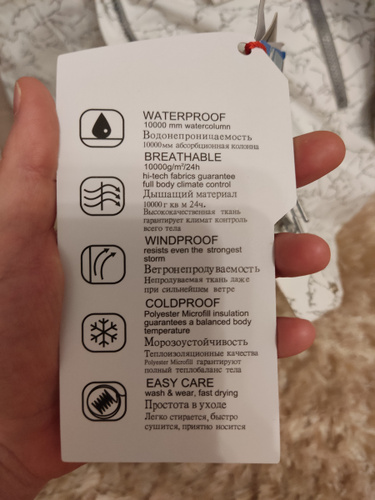 WATERPROOF
10000 mm watercolumn
Водонепроницаемость
10000мм абсорбционная колонна
BREATHABLE
10000g/m²/24h
hi-tech fabrics guarantee
full body climate control
Дышащий материал
10000 г кв м 24ч.
Высококачественная ткань
гарантирует климат контроль
всего тела
WINDPROOF
resists even the strongest
storm
Ветронепродуваемость
Непродуваемая ткань лаже
при сильнейшем ветре
COLDPROOF
Polyester Microfill insulation
guarantees a balanced body
temperature
Морозоустойчивость
Теплоизоляционные качества
Polyester Microfill гарантируют
полный теплобаланс тела
EASY CARE
wash & wear, fast drying
Простота в уходе
Легко стирается, быстро
сушится, приятно носится